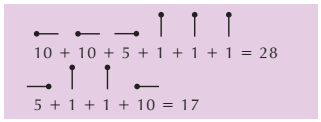 10 + 10 + 5 + 1 + 1 + 1 = 28
5 + 1 + 1 + 10 = 17